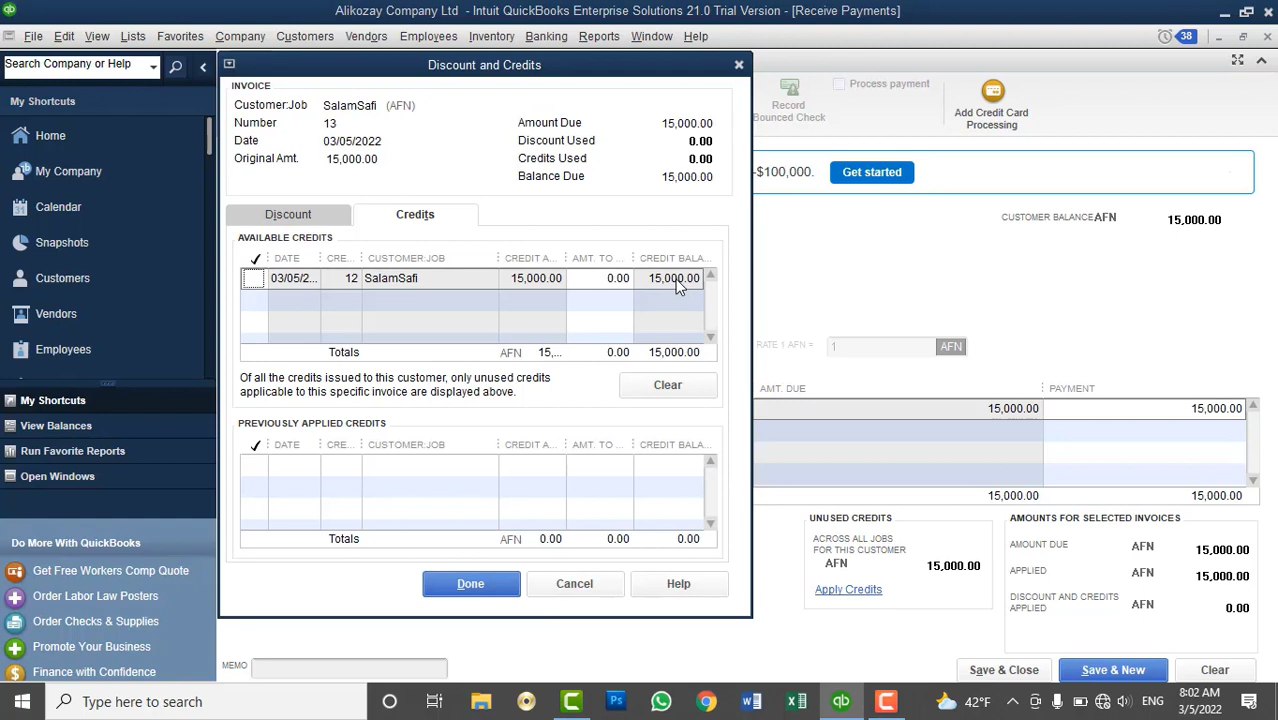 Alikozay Company Ltd - Intuit QuickBooks Enterprise Solutions 21.0 Trial Version - [Receive Payments]
File Edit View Lists Favorites Company Customers Vendors Employees Inventory Banking Reports Window Help 38
Search Company or Help
My Shortcuts
Home
My Company
Calendar
Snapshots
Customers
Vendors
Employees
My Shortcuts
View Balances
Run Favorite Reports
Open Windows
Do More With QuickBooks
Get Free Workers Comp Quote
Order Labor Law Posters
Order Checks & Supplies
Promote Your Business
Finance with Confidence
Discount and Credits
INVOICE
Customer:Job SalamSafi (AFN)
Number 13 Amount Due 15,000.00
Date 03/05/2022 Discount Used 0.00
Original Amt. 15,000.00 Credits Used 0.00
Balance Due 15,000.00
Discount Credits
AVAILABLE CREDITS
✓ DATE CRE... CUSTOMER:JOB CREDIT A... AMT. TO ... CREDIT BALA...
03/05/2... 12 SalamSafi 15,000.00 0.00 15,000.00
Totals AFN 15,... 0.00 15,000.00
Of all the credits issued to this customer, only unused credits
applicable to this specific invoice are displayed above.
Clear
PREVIOUSLY APPLIED CREDITS
✓ DATE CRE... CUSTOMER:JOB CREDIT A... AMT. TO ... CREDIT BALA...
Totals AFN 0.00 0.00 0.00
Done Cancel Help
Record
Bounced Check
Process payment
Add Credit Card
Processing
-$100,000. Get started
CUSTOMER BALANCE AFN 15,000.00
RATE 1 AFN = 1 AFN
AMT. DUE PAYMENT
15,000.00 15,000.00
15,000.00 15,000.00
UNUSED CREDITS
ACROSS ALL JOBS
FOR THIS CUSTOMER
AFN 15,000.00
Apply Credits
AMOUNTS FOR SELECTED INVOICES
AMOUNT DUE AFN 15,000.00
APPLIED AFN 15,000.00
DISCOUNT AND CREDITS
APPLIED AFN 0.00
MEMO
Save & Close Save & New Clear
Type here to search
42°F ENG 8:02 AM
3/5/2022